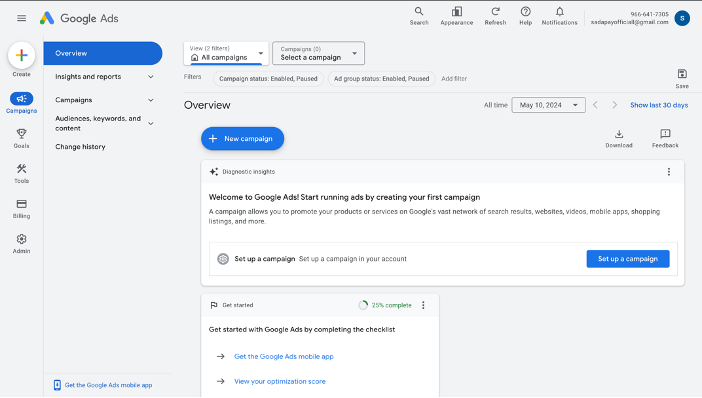 Google Ads
Search
Appearance
Refresh
Help
Notifications
966-641-7305
sadapayofficiall@gmail.com
S
Create
Campaigns
Goals
Tools
Billing
Admin
Overview
Insights and reports
Campaigns
Audiences, keywords, and
content
Change history
Get the Google Ads mobile app
View (2 filters)
All campaigns
Campaigns (0)
Select a campaign
Filters
Campaign status: Enabled, Paused
Ad group status: Enabled, Paused
Add filter
Save
Overview
All time
May 10, 2024
Show last 30 days
New campaign
Download
Feedback
Diagnostic insights
Welcome to Google Ads! Start running ads by creating your first campaign
A campaign allows you to promote your products or services on Google's vast network of search results, websites, videos, mobile apps, shopping
listings, and more.
Set up a campaign Set up a campaign in your account
Set up a campaign
Get started
25% complete
Get started with Google Ads by completing the checklist
Get the Google Ads mobile app
View your optimization score